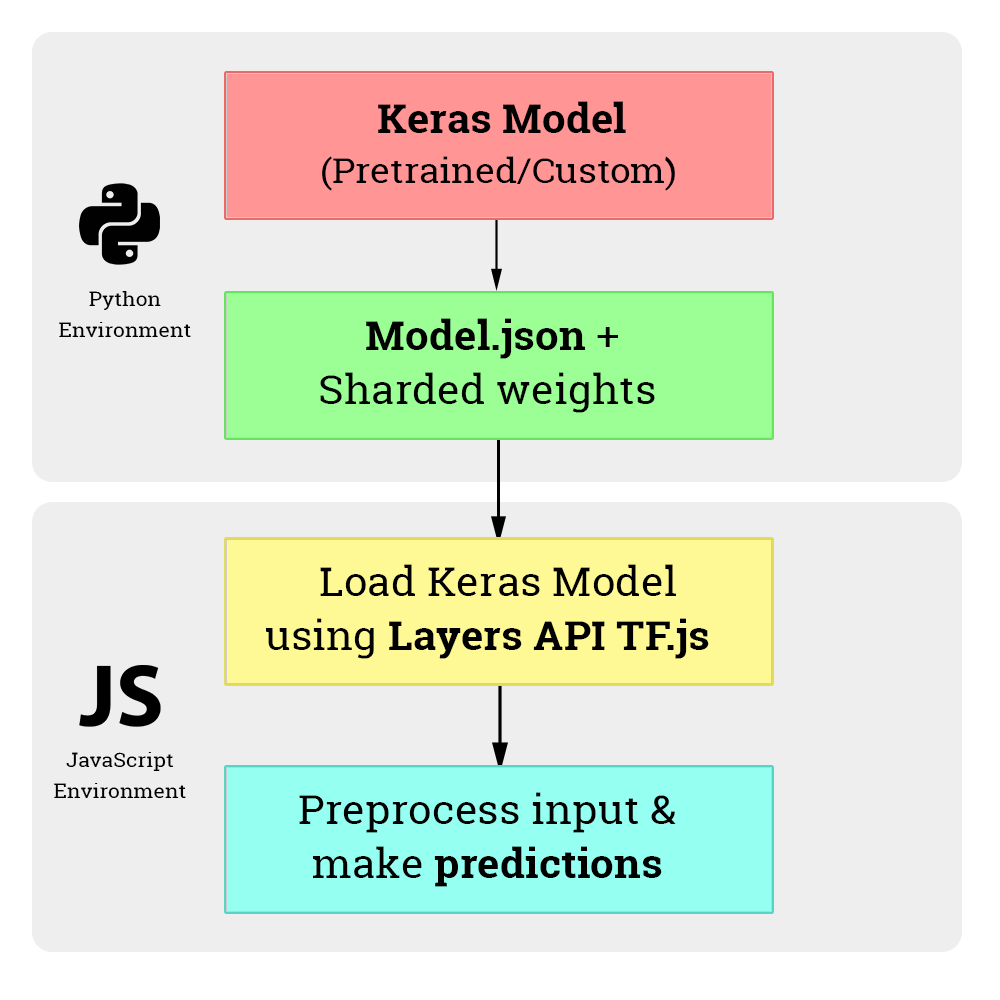 Keras Model
(Pretrained/Custom)
Python
Environment
Model.json +
Sharded weights
Load Keras Model
using Layers API TF.js
JS
JavaScript
Environment
Preprocess input &
make predictions